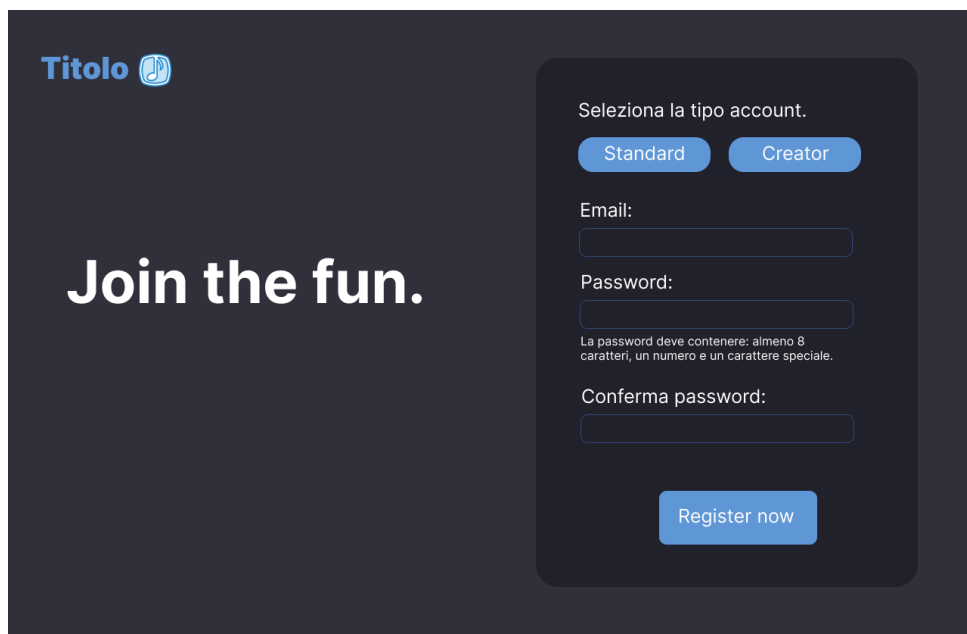 Titolo
Join the fun.
Seleziona la tipo account.
Standard
Creator
Email:
Password:
La password deve contenere: almeno 8
caratteri, un numero e un carattere speciale.
Conferma password:
Register now